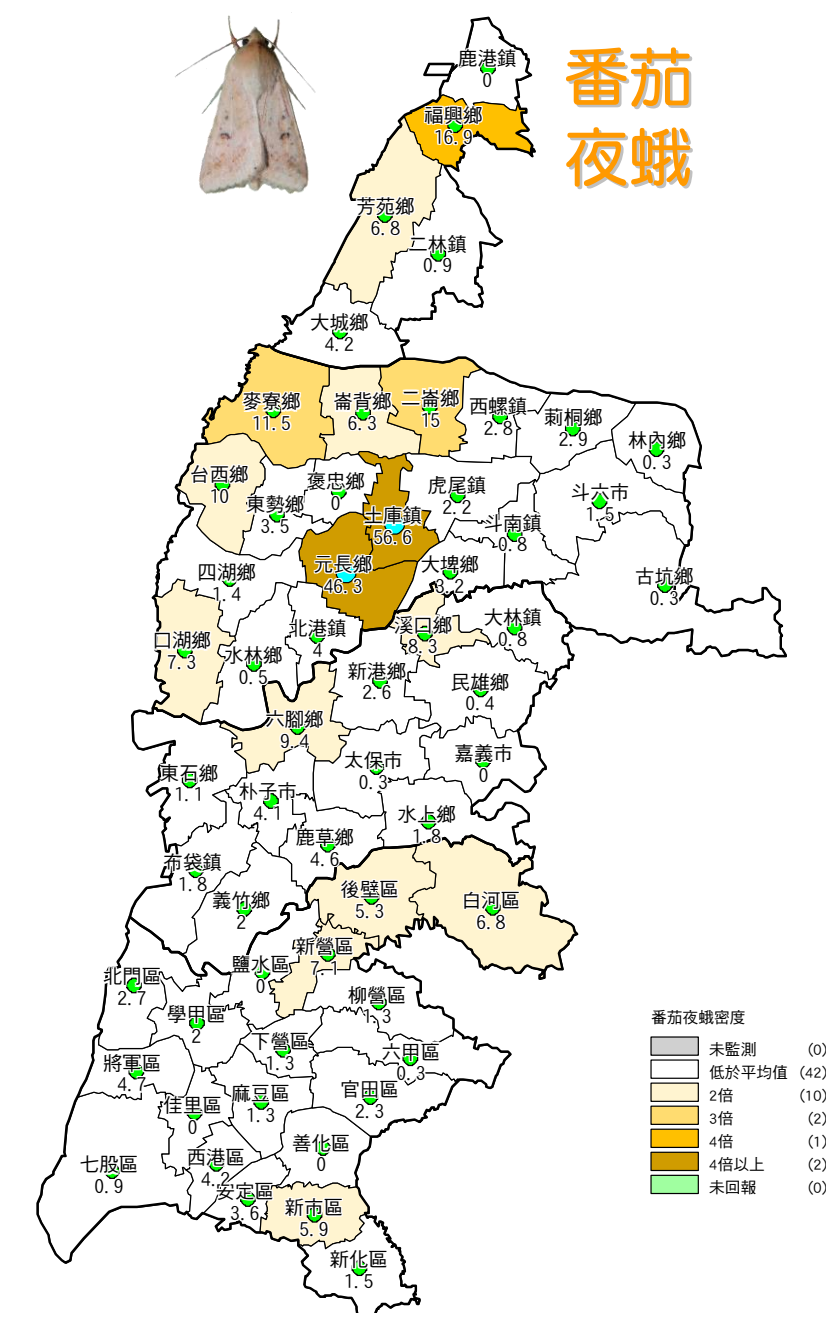 番茄
夜蛾
鹿港鎮
0
福興鄉
16.9
芳苑鄉
6.8
二林鎮
0.9
大城鄉
4.2
麥寮鄉
11.5
崙背鄉
6.3
二崙鄉
15
西螺鎮
2.8
莿桐鄉
2.9
林內鄉
0.3
台西鄉
10
東勢鄉
3.5
褒忠鄉
0
土庫鎮
56.6
虎尾鎮
2.2
斗南鎮
0.8
斗六市
1.5
四湖鄉
1.4
元長鄉
46.3
大埤鄉
3.2
古坑鄉
0.3
口湖鄉
7.3
水林鄉
0.5
北港鎮
4
溪口鄉
8.3
大林鎮
0.8
新港鄉
2.6
民雄鄉
0.4
六腳鄉
9.4
東石鄉
1.1
朴子市
4.1
太保市
0.3
嘉義市
0
水上鄉
1.8
鹿草鄉
4.6
布袋鎮
1.8
義竹鄉
2
後壁區
5.3
白河區
6.8
新營區
7.1
鹽水區
0
北門區
2.7
學甲區
2
柳營區
1.3
下營區
1.3
六甲區
0.3
將軍區
4.7
佳里區
0
麻豆區
1.3
官田區
2.3
七股區
0.9
西港區
4.2
善化區
0
安定區
3.6
新市區
5.9
新化區
1.5
番茄夜蛾密度
未監測 (0)
低於平均值 (42)
2倍 (10)
3倍 (2)
4倍 (1)
4倍以上 (2)
未回報 (0)